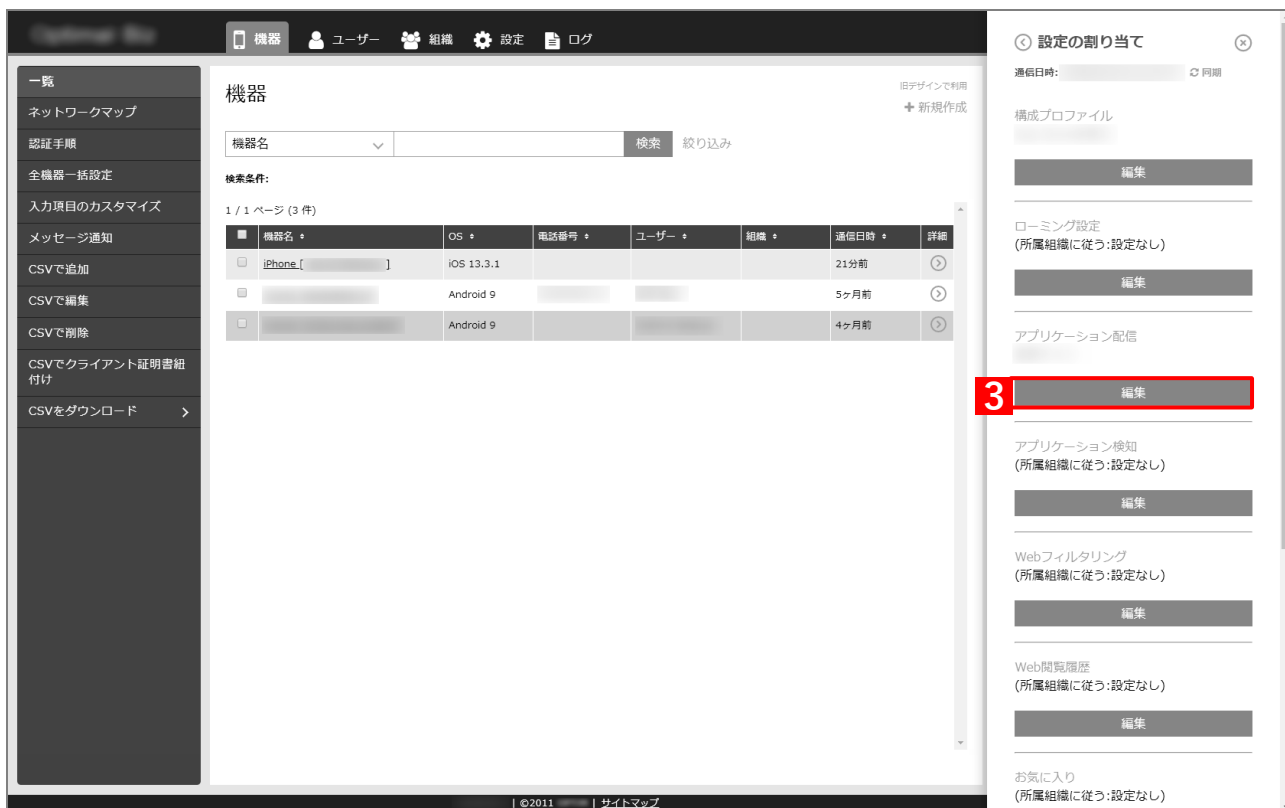 機器
ユーザー
組織
設定
ログ
一覧
ネットワークマップ
認証手順
全機器一括設定
入力項目のカスタマイズ
メッセージ通知
CSVで追加
CSVで編集
CSVで削除
CSVでクライアント証明書紐
付け
CSVをダウンロード
機器
旧デザインで利用
+ 新規作成
機器名
検索
絞り込み
検索条件:
1 / 1 ページ (3 件)
機器名 OS 電話番号 ユーザー 組織 通信日時 詳細
iPhone [ ] iOS 13.3.1 21分前
Android 9 5ヶ月前
Android 9 4ヶ月前
| ©2011 | サイトマップ
設定の割り当て
通信日時: 同期
構成プロファイル
編集
ローミング設定
(所属組織に従う:設定なし)
編集
アプリケーション配信
3
編集
アプリケーション検知
(所属組織に従う:設定なし)
編集
Webフィルタリング
(所属組織に従う:設定なし)
編集
Web閲覧履歴
(所属組織に従う:設定なし)
編集
お気に入り
(所属組織に従う:設定なし)